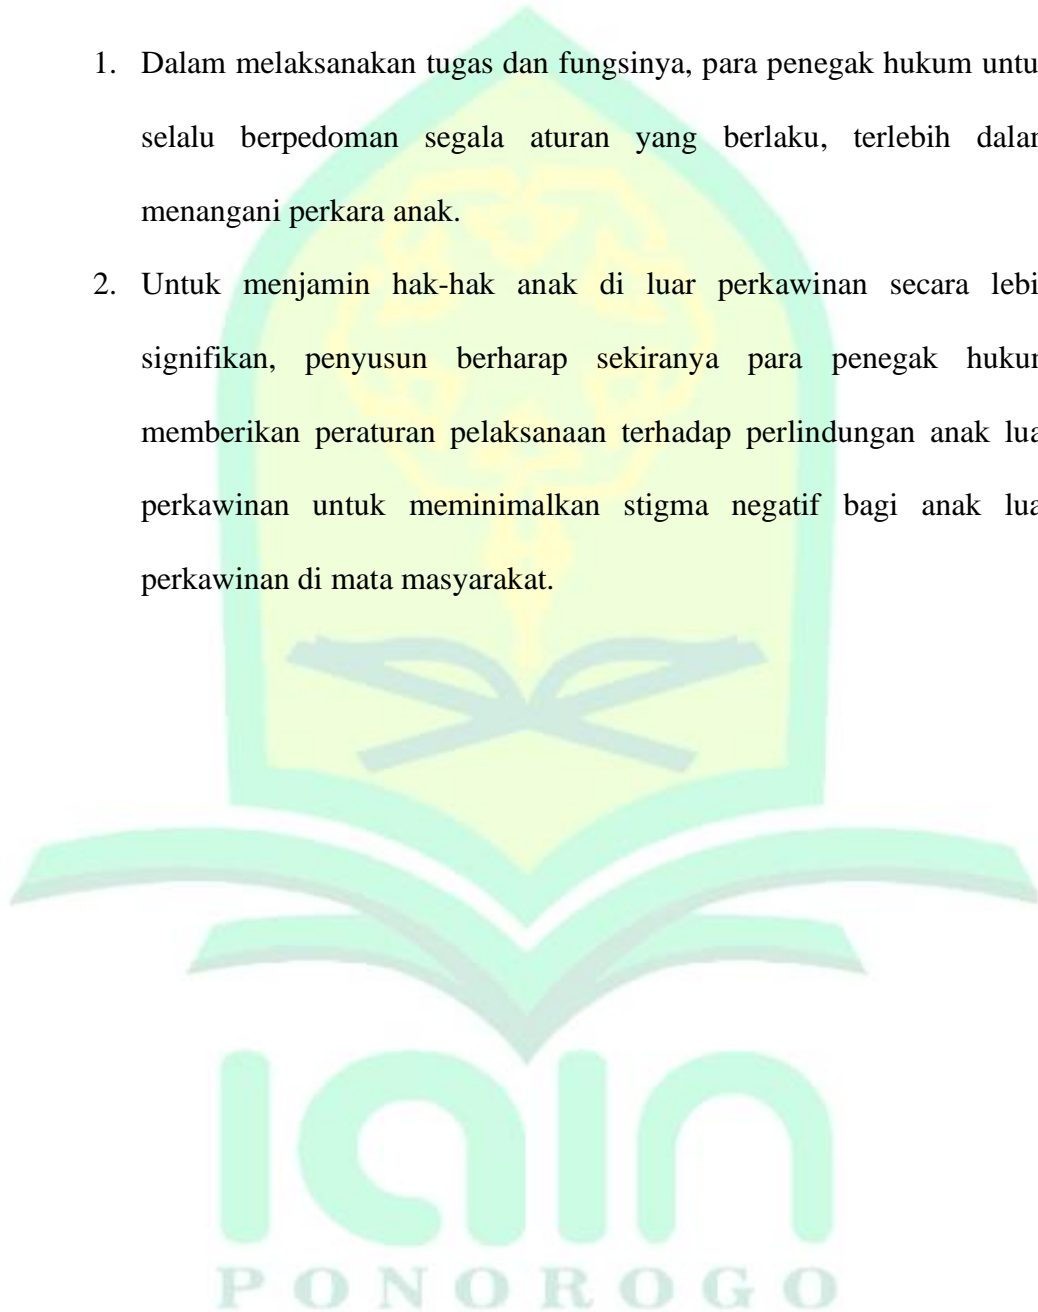 1. Dalam melaksanakan tugas dan fungsinya, para penegak hukum untu
selalu berpedoman segala aturan yang berlaku, terlebih dalar
menangani perkara anak.
2. Untuk menjamin hak-hak anak di luar perkawinan secara lebi
signifikan, penyusun berharap sekiranya para penegak hukur
memberikan peraturan pelaksanaan terhadap perlindungan anak lua
perkawinan untuk meminimalkan stigma negatif bagi anak lua
perkawinan di mata masyarakat.
iain
PONOROGO